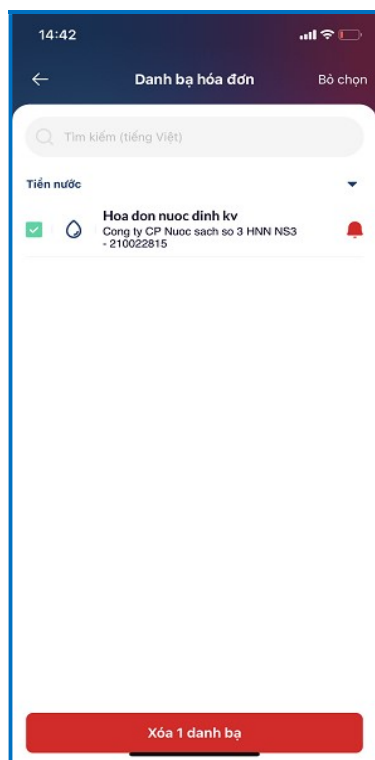 14:42
Danh bạ hóa đơn
Bỏ chọn
Tìm kiếm (tiếng Việt)
Tiền nước
Hoa don nuoc dinh kv
Cong ty CP Nuoc sach so 3 HNN NS3
- 210022815
Xóa 1 danh bạ